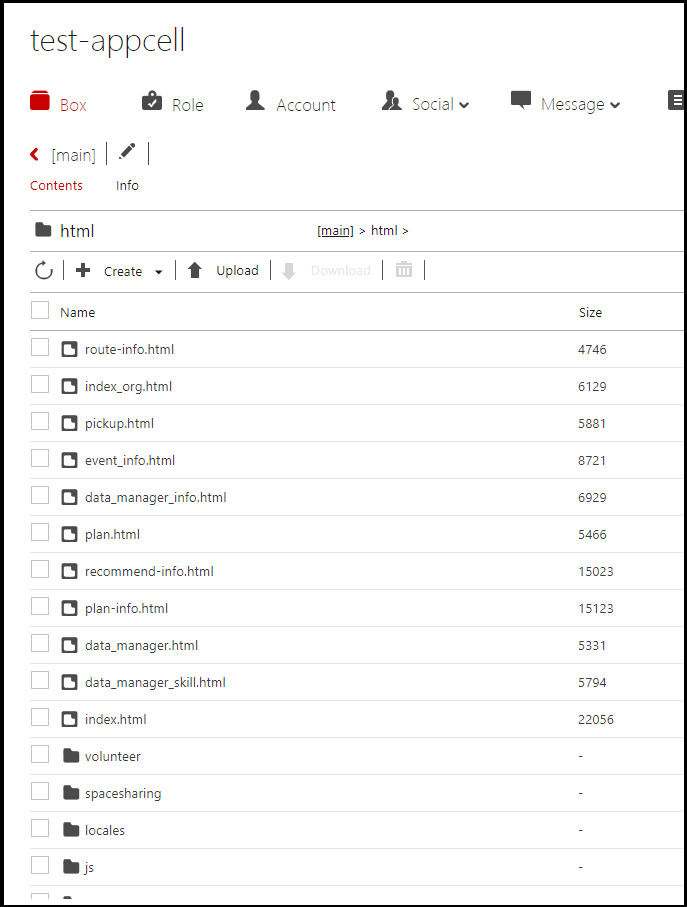 test-appcell
Box Role Account Social Message
[main]
Contents Info
html [main] > html >
Create Upload Download
Name Size
route-info.html 4746
index_org.html 6129
pickup.html 5881
event_info.html 8721
data_manager_info.html 6929
plan.html 5466
recommend-info.html 15023
plan-info.html 15123
data_manager.html 5331
data_manager_skill.html 5794
index.html 22056
volunteer -
spacesharing -
locales -
js -